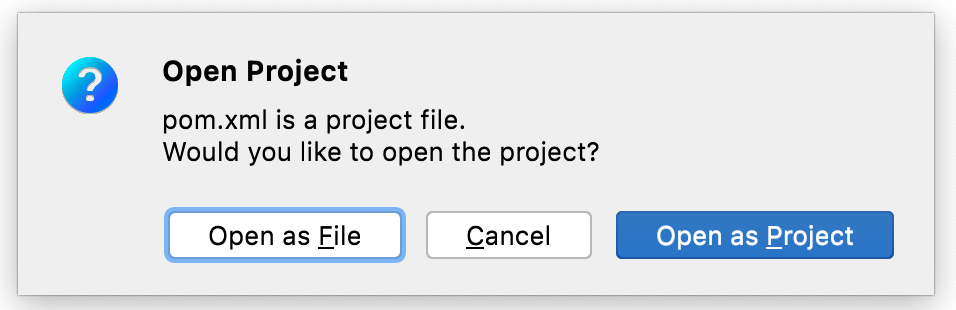 Open Project
pom.xml is a project file.
Would you like to open the project?
Open as File
Cancel
Open as Project